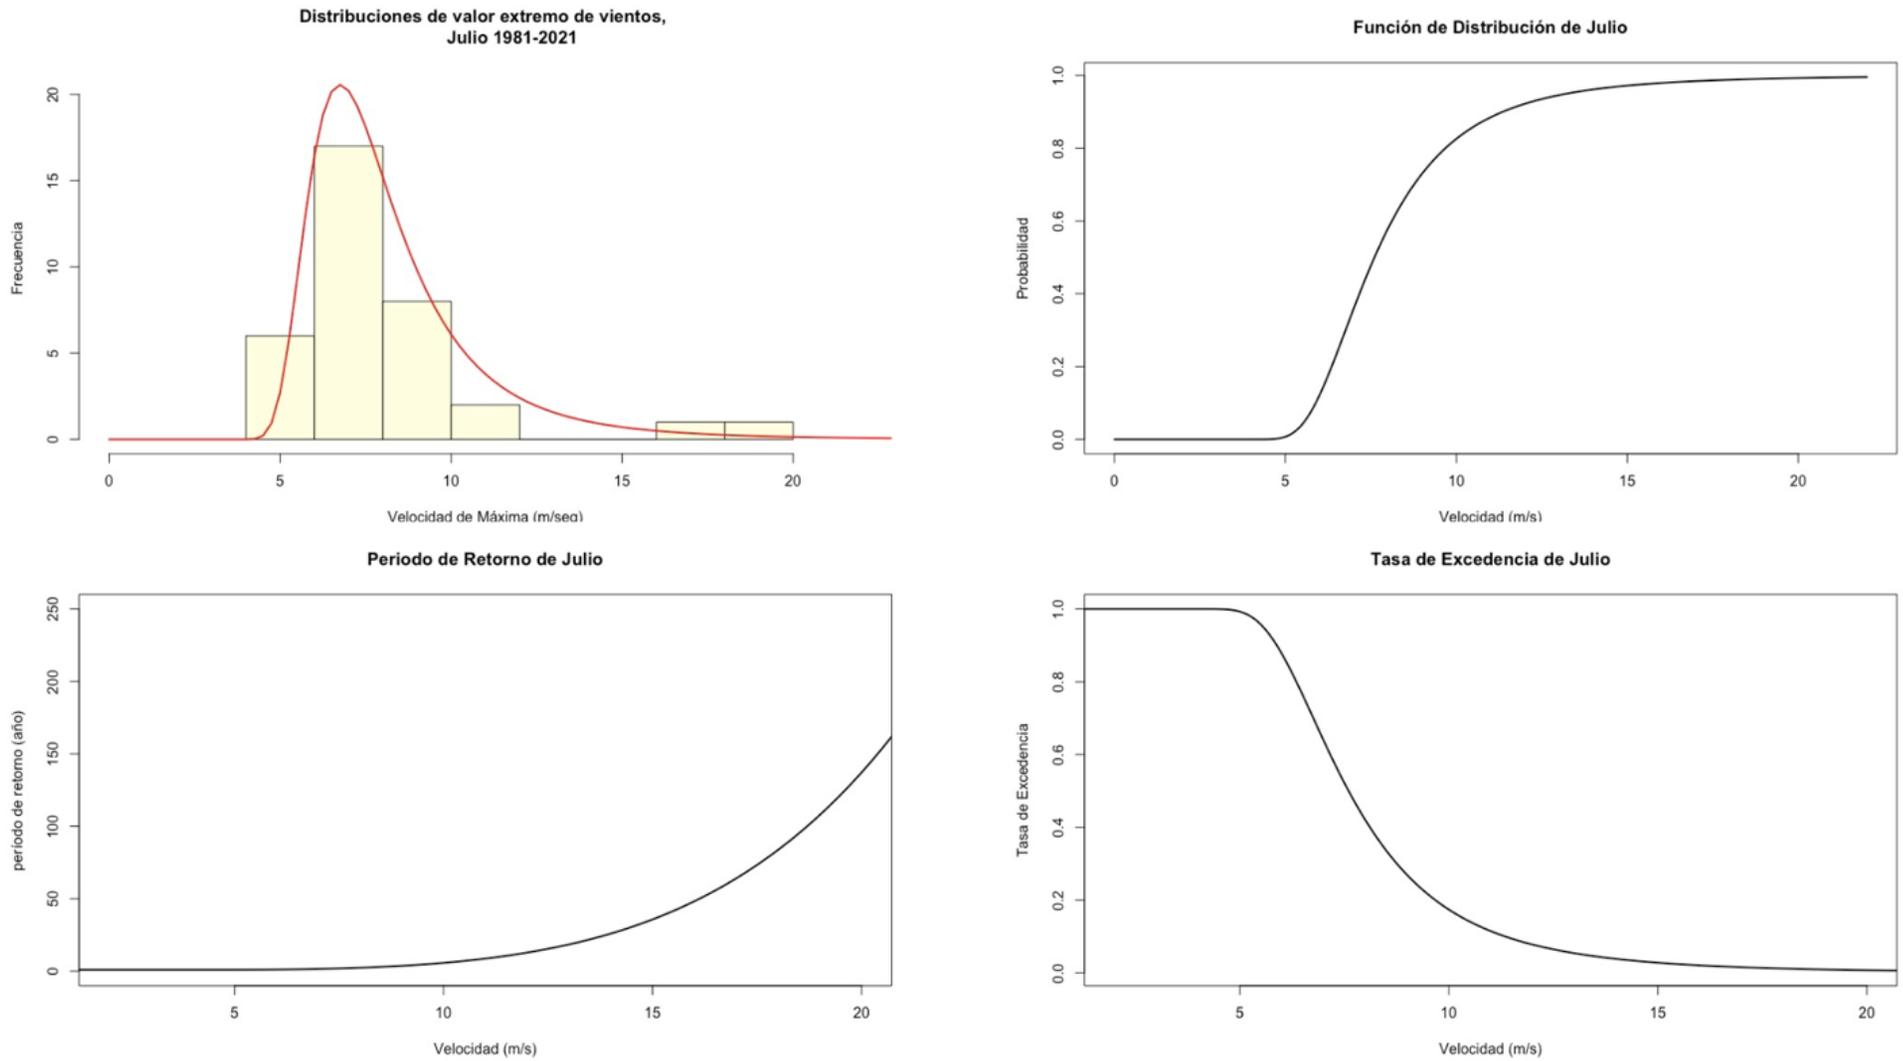 Distribuciones de valor extremo de vientos,
Julio 1981-2021
20
15
10
5
0
Frecuencia
0 5 10 15 20
Velocidad de Máxima (m/seg)
Función de Distribución de Julio
1.0
0.8
0.6
0.4
0.2
0.0
Probabilidad
0 5 10 15 20
Velocidad (m/s)
Periodo de Retorno de Julio
250
200
150
100
50
0
período de retorno (año)
5 10 15 20
Velocidad (m/s)
Tasa de Excedencia de Julio
1.0
0.8
0.6
0.4
0.2
0.0
Tasa de Excedencia
5 10 15 20
Velocidad (m/s)